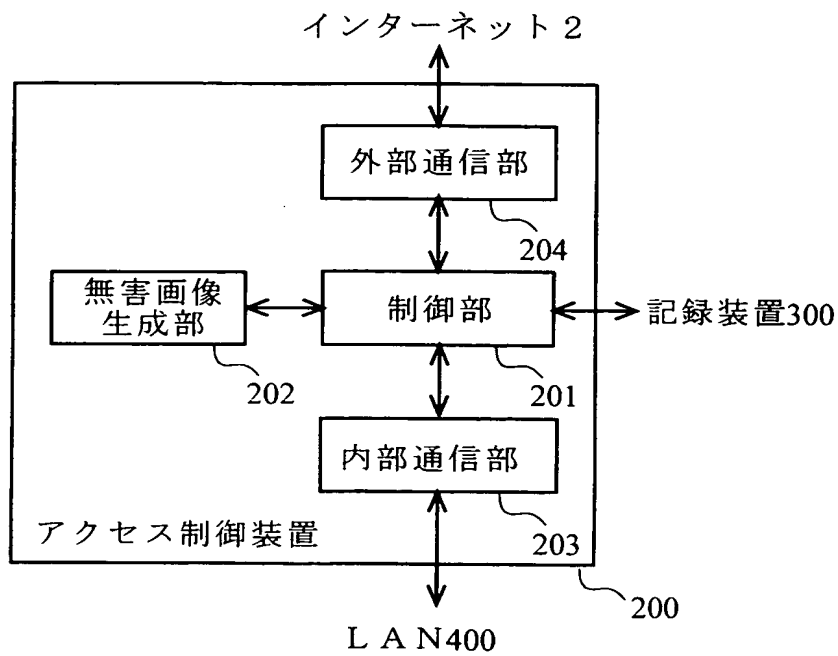 インターネット２
外部通信部
204
無害画像
生成部
202
制御部
201
記録装置300
内部通信部
203
アクセス制御装置
200
ＬＡＮ400